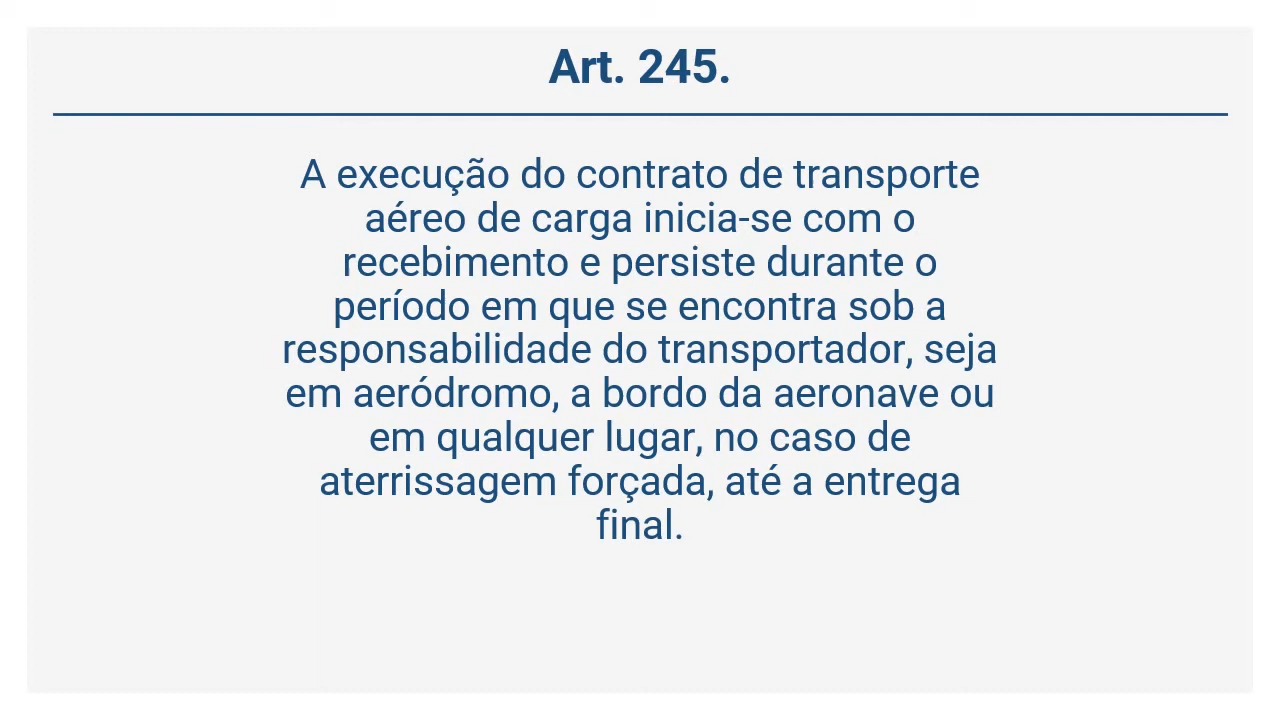 Art. 245.
A execução do contrato de transporte
aéreo de carga inicia-se com o
recebimento e persiste durante o
período em que se encontra sob a
responsabilidade do transportador, seja
em aeródromo, a bordo da aeronave ou
em qualquer lugar, no caso de
aterrissagem forçada, até a entrega
final.